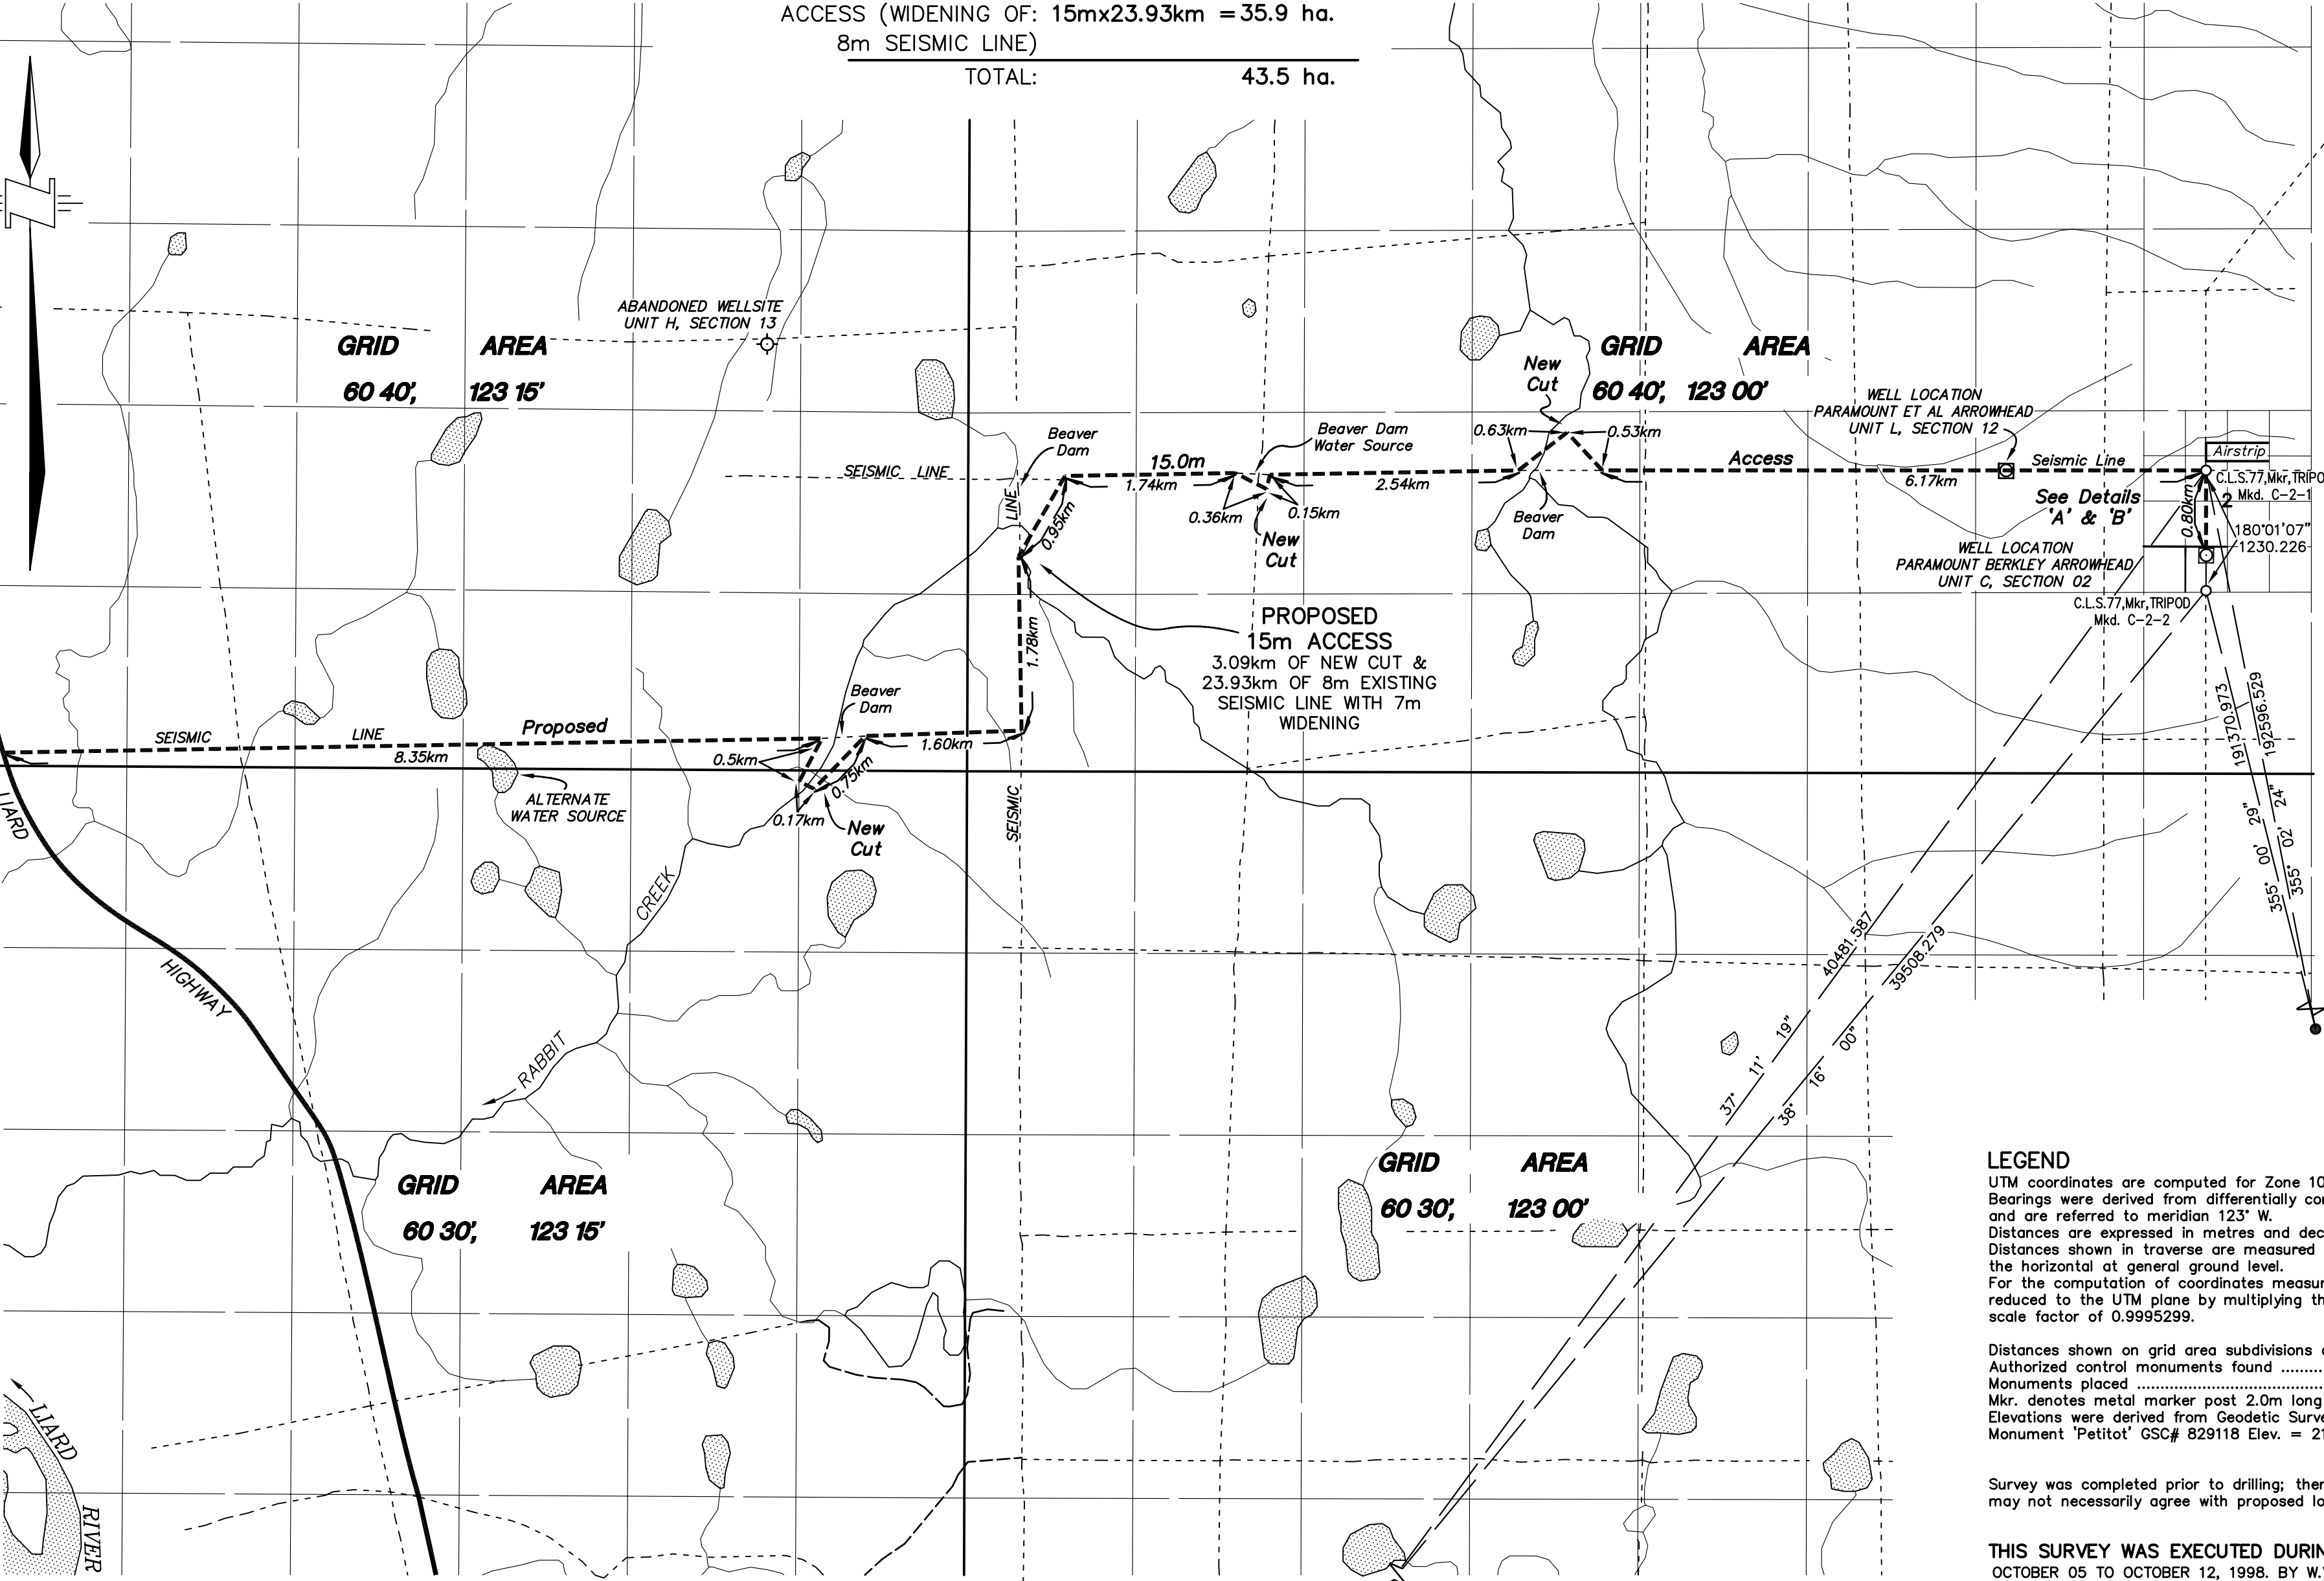 ACCESS (WIDENING OF: 15mx23.93km =35.9 ha.
8m SEISMIC LINE)
TOTAL: 43.5 ha.
ABANDONED WELLSITE
UNIT H, SECTION 13
GRID AREA
60 40', 123 15'
GRID AREA
60 40', 123 00'
New
Cut
WELL LOCATION
PARAMOUNT ET AL ARROWHEAD
UNIT L, SECTION 12
Beaver
Dam
Beaver Dam
Water Source
0.63km
0.53km
SEISMIC LINE
15.0m
1.74km
2.54km
Access
Seismic Line
6.17km
Airstrip
C.L.S.77,Mkr,TRIPO
Mkd. C-2-1
2
See Details
'A' & 'B'
0.80km
180°01'07"
1230.226
LINE
0.95km
0.36km
0.15km
New
Cut
Beaver
Dam
WELL LOCATION
PARAMOUNT BERKLEY ARROWHEAD
UNIT C, SECTION 02
C.L.S.77,Mkr,TRIPOD
Mkd. C-2-2
PROPOSED
15m ACCESS
3.09km OF NEW CUT &
23.93km OF 8m EXISTING
SEISMIC LINE WITH 7m
WIDENING
1.78km
Beaver
Dam
SEISMIC LINE
Proposed
8.35km
0.5km
0.75km
1.60km
0.17km
New
Cut
ALTERNATE
WATER SOURCE
SEISMIC
LIARD
HIGHWAY
CREEK
RABBIT
191370.973
192596.529
355° 00' 29"
355° 02' 24"
40481.587
39508.279
37° 11' 19"
38° 16' 00"
GRID AREA
60 30', 123 15'
GRID AREA
60 30', 123 00'
LIARD
RIVER
LEGEND
UTM coordinates are computed for Zone 10
Bearings were derived from differentially co
and are referred to meridian 123° W.
Distances are expressed in metres and dec
Distances shown in traverse are measured
the horizontal at general ground level.
For the computation of coordinates measu
reduced to the UTM plane by multiplying th
scale factor of 0.9995299.
Distances shown on grid area subdivisions
Authorized control monuments found .........
Monuments placed ........................................
Mkr. denotes metal marker post 2.0m long
Elevations were derived from Geodetic Surve
Monument 'Petitot' GSC# 829118 Elev. = 21
Survey was completed prior to drilling; ther
may not necessarily agree with proposed lo
THIS SURVEY WAS EXECUTED DURIN
OCTOBER 05 TO OCTOBER 12, 1998. BY W.